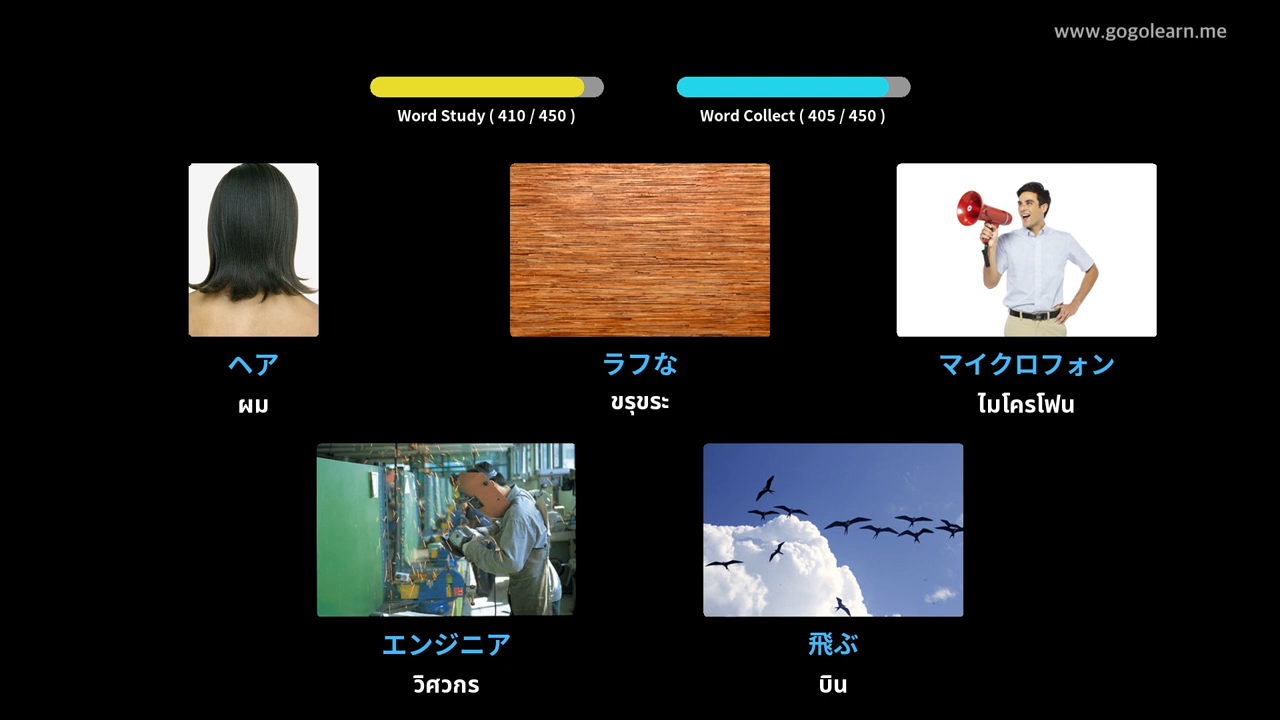 www.gogolearn.me
Word Study ( 410 / 450 )
Word Collect ( 405 / 450 )
ヘア
ผม
ラフな
ขรุขระ
マイクロフォン
ไมโครโฟน
エンジニア
วิศวกร
飛ぶ
บิน